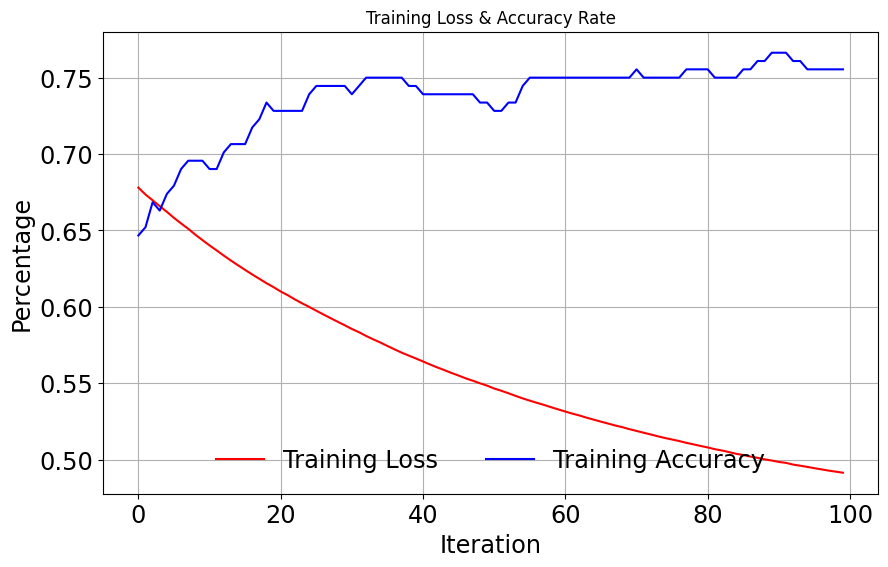 Training Loss & Accuracy Rate
Percentage
0.75
0.70
0.65
0.60
0.55
0.50
Training Loss Training Accuracy
0 20 40 60 80 100
Iteration